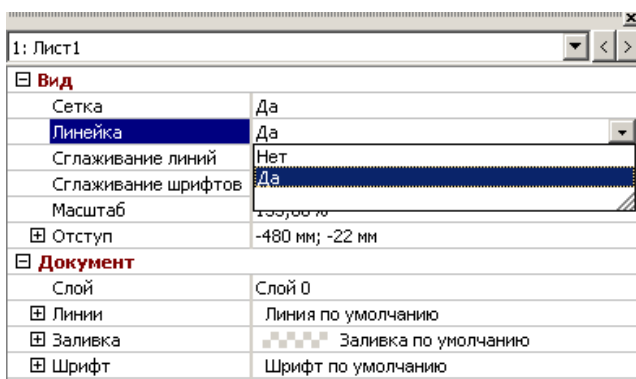 1: Лист1
Вид
Сетка Да
Линейка Да
Сглаживание линий Нет
Сглаживание шрифтов Да
Масштаб
Отступ -480 мм; -22 мм
Документ
Слой Слой 0
Линии Линия по умолчанию
Заливка Заливка по умолчанию
Шрифт Шрифт по умолчанию